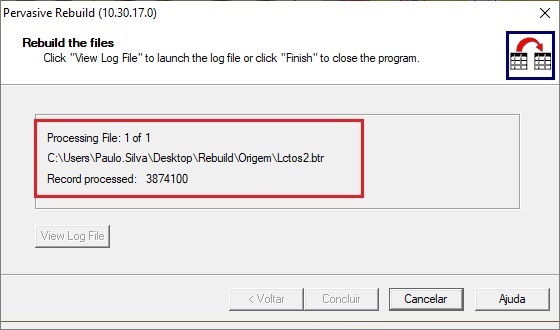 Pervasive Rebuild (10.30.17.0)
Rebuild the files
Click "View Log File" to launch the log file or click "Finish" to close the program.
Processing File: 1 of 1
C:\Users\Paulo.Silva\Desktop\Rebuild\Origem\Lctos2.btr
Record processed: 3874100
View Log File
< Voltar
Concluir
Cancelar
Ajuda